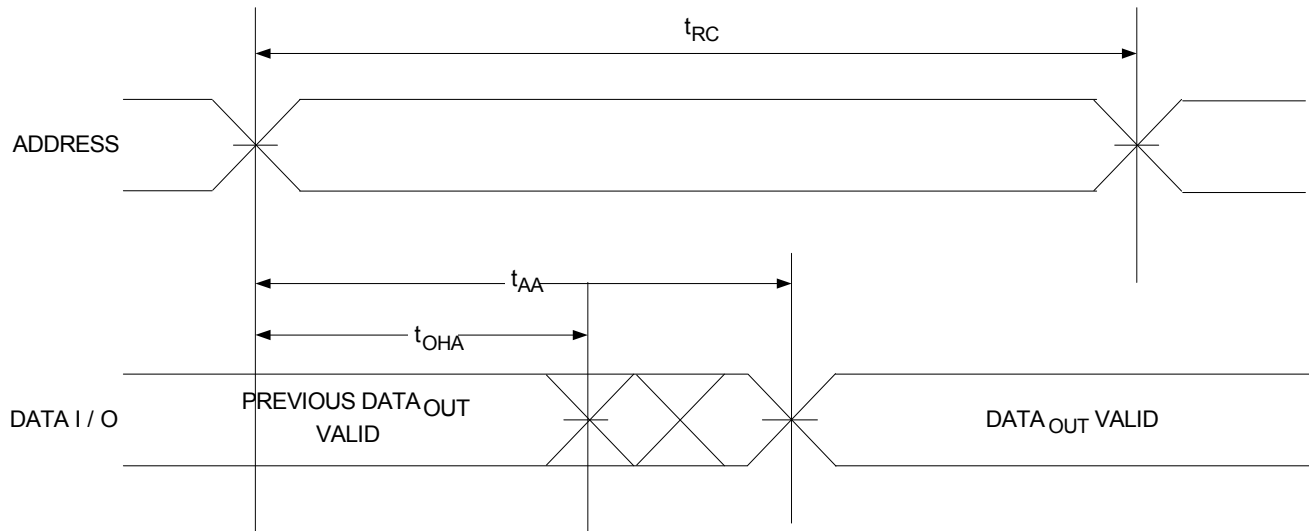 tRC
ADDRESS
tAA
tOHA
DATA I / O
PREVIOUS DATAOUT
VALID
DATAOUT VALID